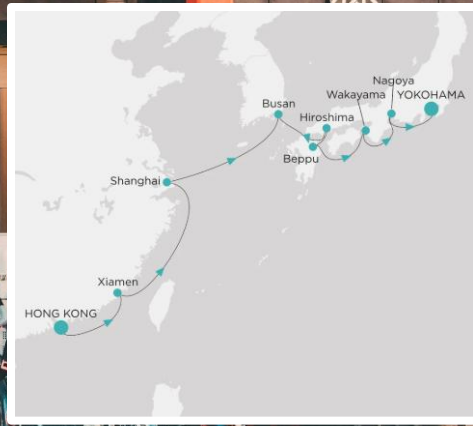 Nagoya
Wakayama
YOKOHAMA
Busan
Hiroshima
Beppu
Shanghai
Xiamen
HONG KONG